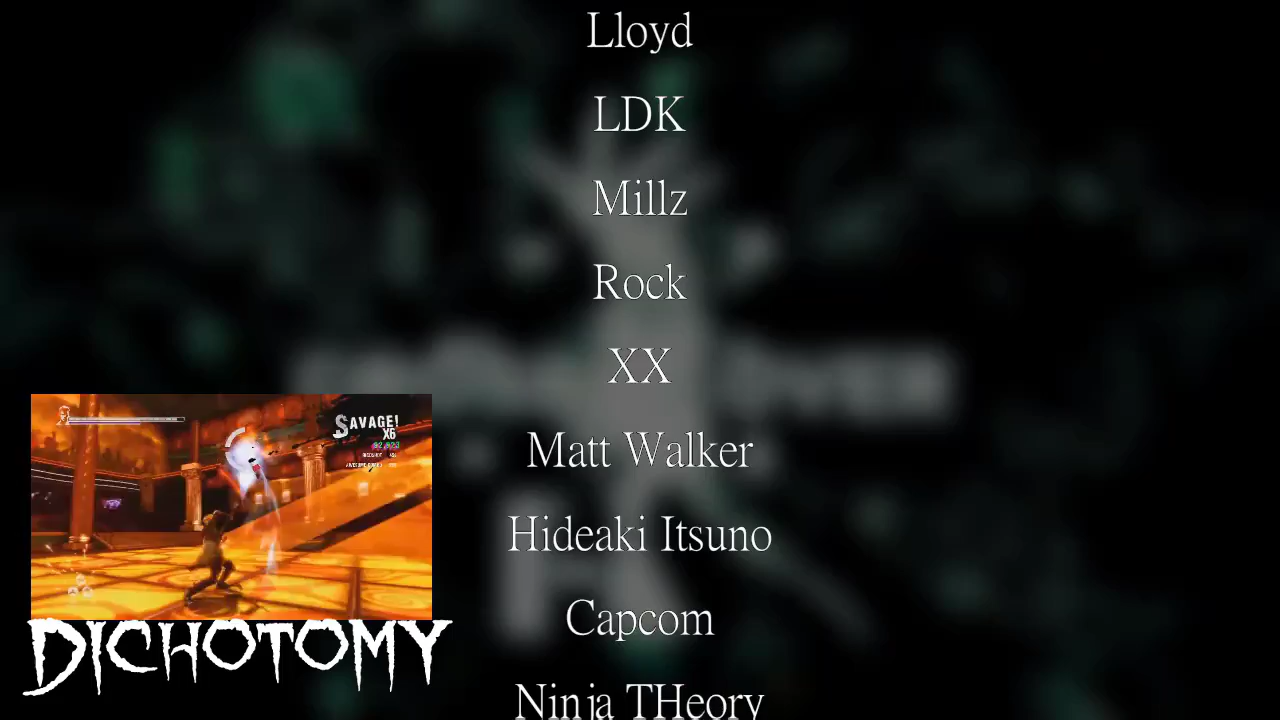 Lloyd
LDK
Millz
Rock
XX
Matt Walker
Hideaki Itsuno
Capcom
Ninja THeory
SAVAGE!
X6
DICHOTOMY